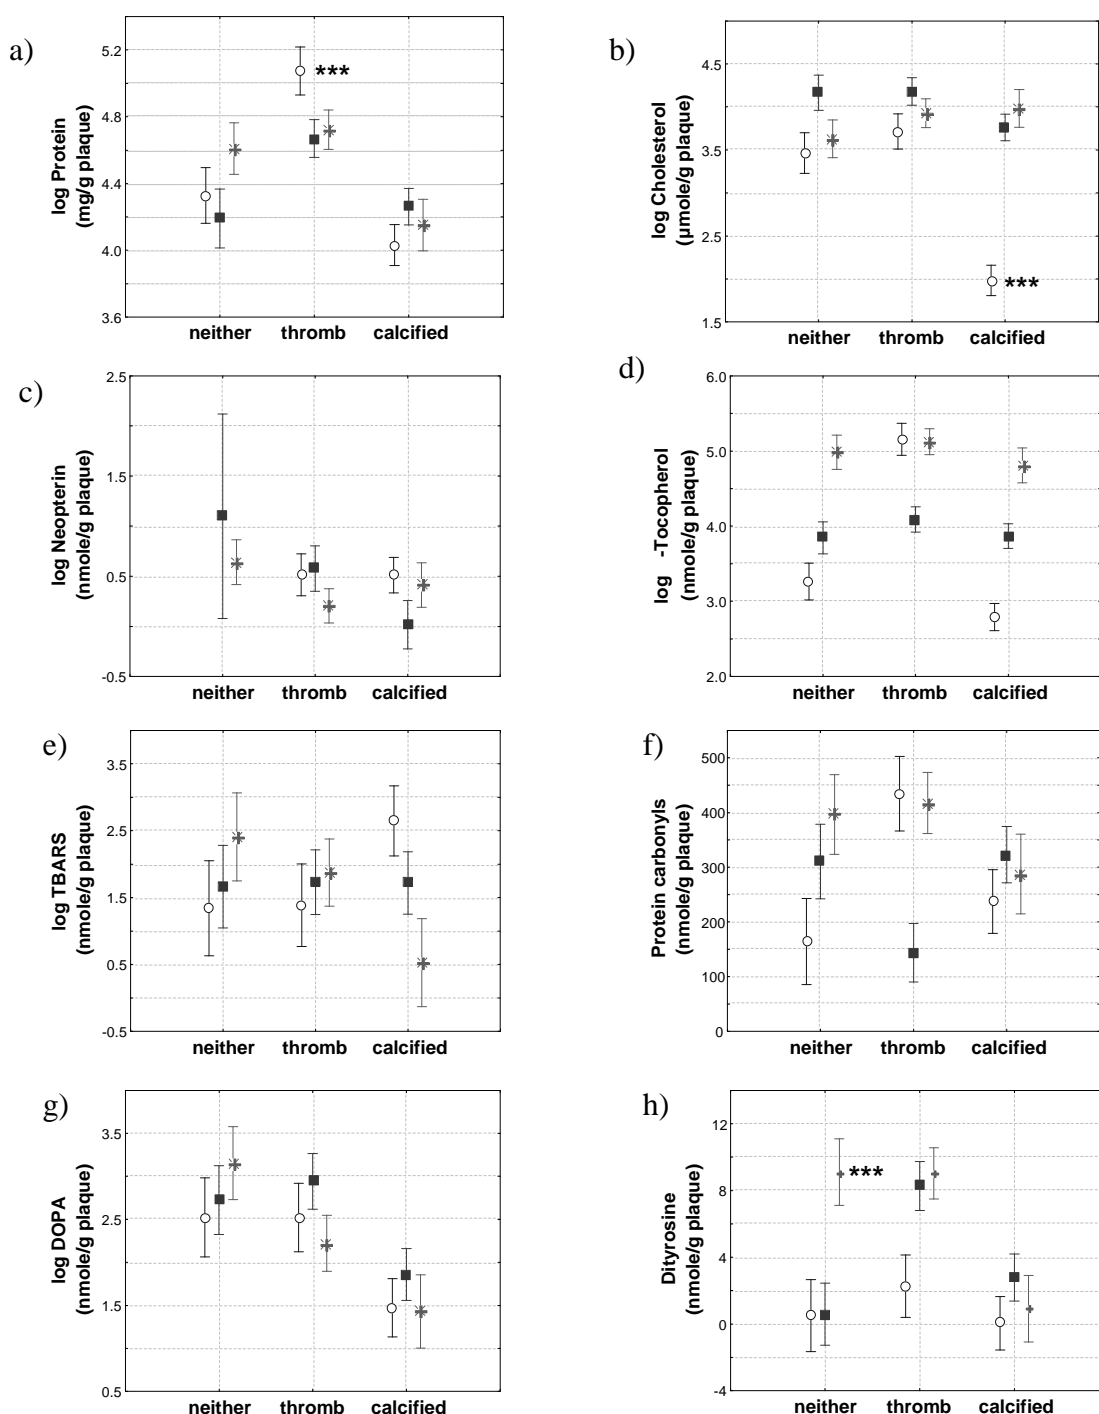 a)
log Protein
(mg/g plaque)
5.2
4.8
4.4
4.0
3.6
***
neither thromb calcified
b)
log Cholesterol
(µmole/g plaque)
4.5
3.5
2.5
1.5
***
neither thromb calcified
c)
log Neopterin
(nmole/g plaque)
2.5
1.5
0.5
-0.5
neither thromb calcified
d)
log -Tocopherol
(nmole/g plaque)
6.0
5.0
4.0
3.0
2.0
neither thromb calcified
e)
log TBARS
(nmole/g plaque)
3.5
2.5
1.5
0.5
-0.5
neither thromb calcified
f)
Protein carbonyls
(nmole/g plaque)
500
400
300
200
100
0
neither thromb calcified
g)
log DOPA
(nmole/g plaque)
3.5
2.5
1.5
0.5
neither thromb calcified
h)
Dityrosine
(nmole/g plaque)
12
8
4
0
-4
***
neither thromb calcified